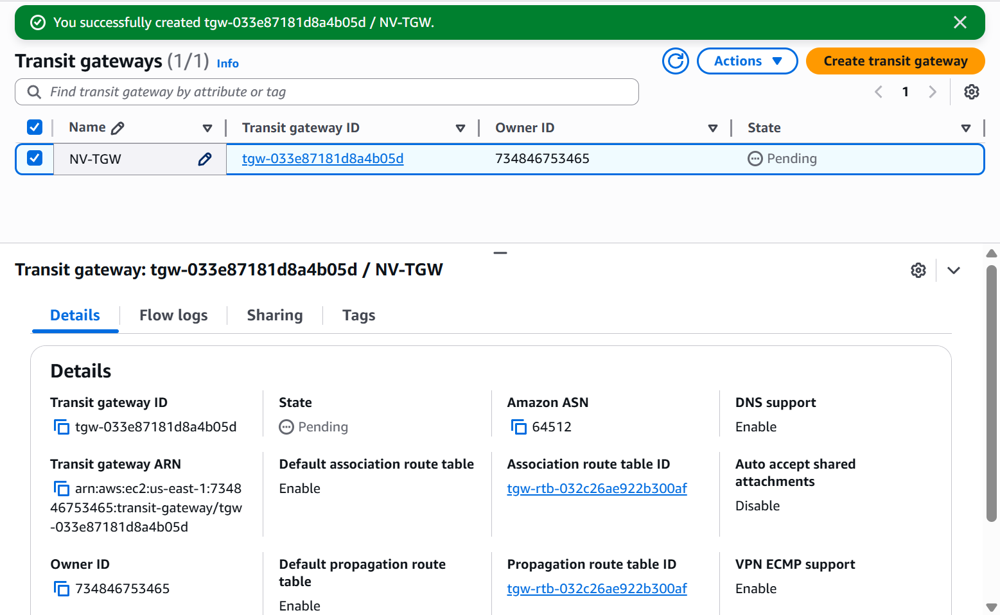 You successfully created tgw-033e87181d8a4b05d / NV-TGW.
Transit gateways (1/1) Info
Actions
Create transit gateway
Find transit gateway by attribute or tag
1
Name
Transit gateway ID
Owner ID
State
NV-TGW
tgw-033e87181d8a4b05d
734846753465
Pending
Transit gateway: tgw-033e87181d8a4b05d / NV-TGW
Details
Flow logs
Sharing
Tags
Details
Transit gateway ID
tgw-033e87181d8a4b05d
State
Pending
Amazon ASN
64512
DNS support
Enable
Transit gateway ARN
arn:aws:ec2:us-east-1:7348
46753465:transit-gateway/tgw
-033e87181d8a4b05d
Default association route table
Enable
Association route table ID
tgw-rtb-032c26ae922b300af
Auto accept shared
attachments
Disable
Owner ID
734846753465
Default propagation route
table
Enable
Propagation route table ID
tgw-rtb-032c26ae922b300af
VPN ECMP support
Enable